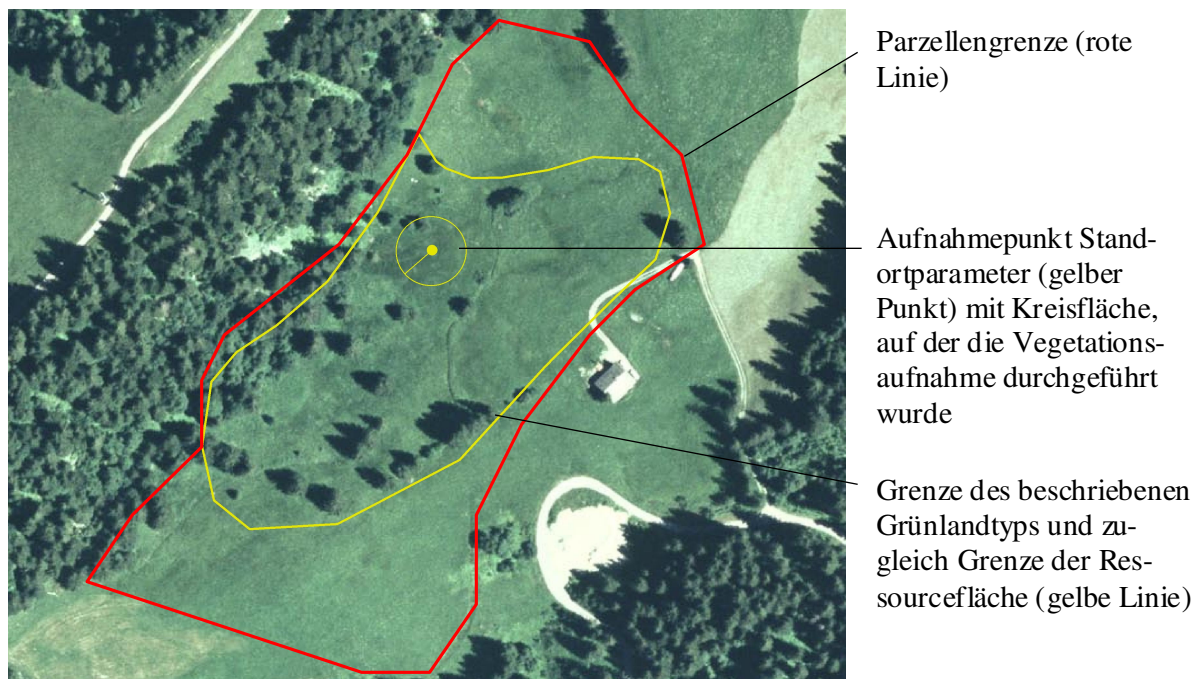 Parzellengrenze (rote
Linie)
Aufnahmepunkt Stand-
ortparameter (gelber
Punkt) mit Kreisfläche,
auf der die Vegetations-
aufnahme durchgeführt
wurde
Grenze des beschriebenen
Grünlandtyps und zu-
gleich Grenze der Res-
sourcefläche (gelbe Linie)